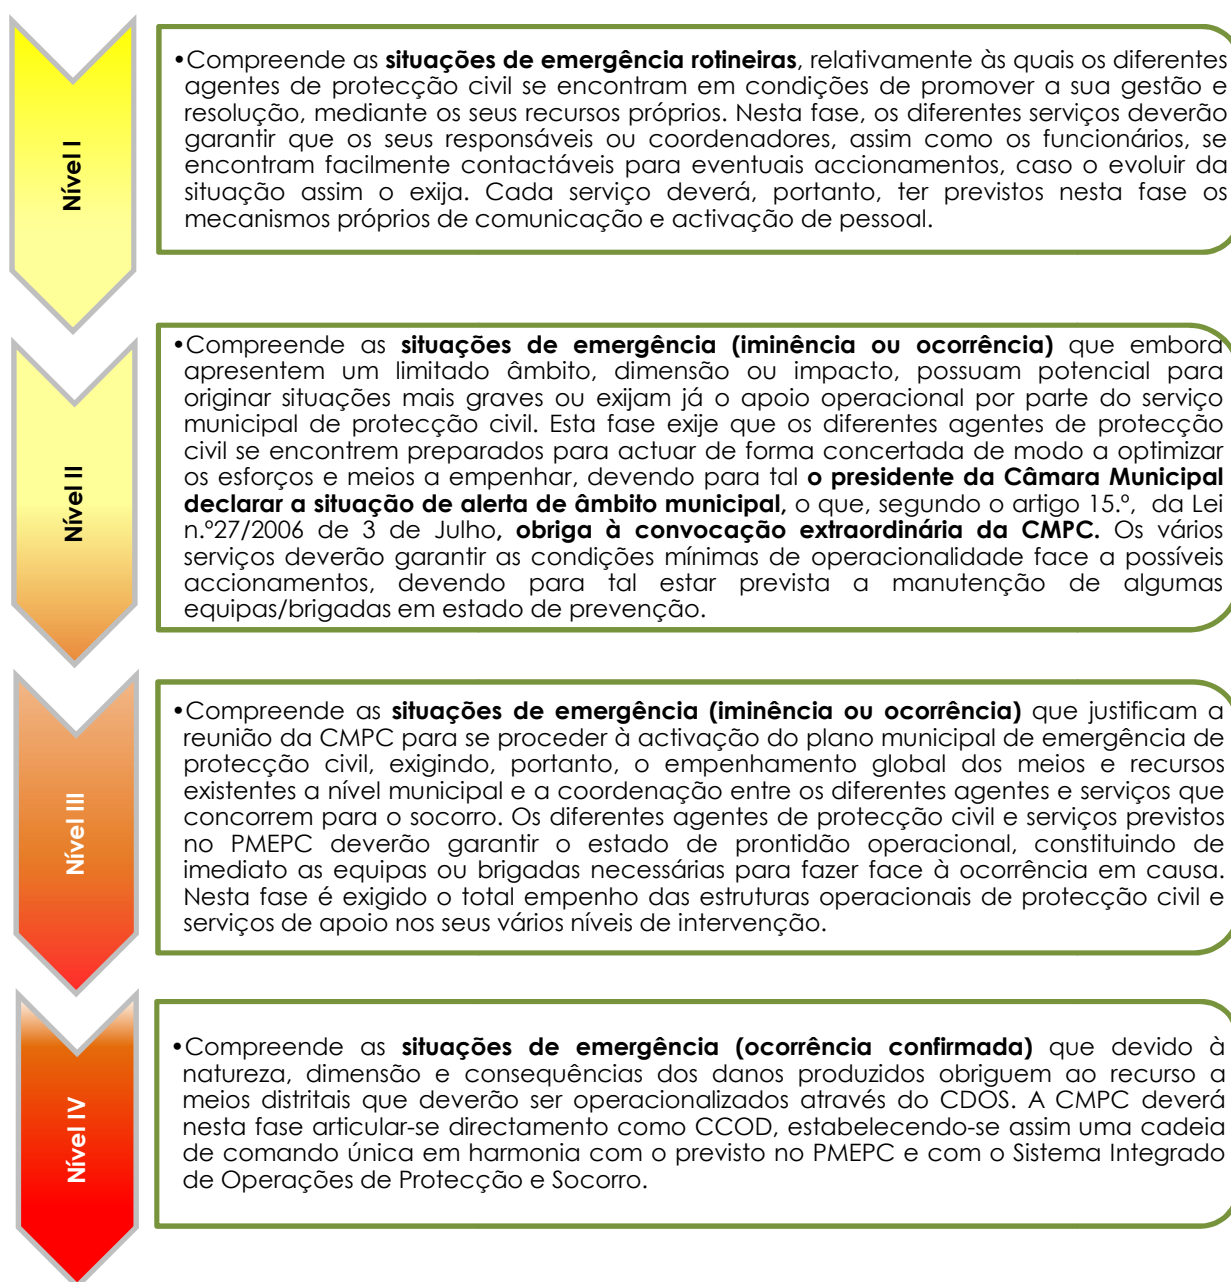 Nível I
•Compreende as situações de emergência rotineiras, relativamente às quais os diferentes
agentes de protecção civil se encontram em condições de promover a sua gestão e
resolução, mediante os seus recursos próprios. Nesta fase, os diferentes serviços deverão
garantir que os seus responsáveis ou coordenadores, assim como os funcionários, se
encontram facilmente contactáveis para eventuais accionamentos, caso o evoluir da
situação assim o exija. Cada serviço deverá, portanto, ter previstos nesta fase os
mecanismos próprios de comunicação e activação de pessoal.
Nível II
•Compreende as situações de emergência (iminência ou ocorrência) que embora
apresentem um limitado âmbito, dimensão ou impacto, possuam potencial para
originar situações mais graves ou exijam já o apoio operacional por parte do serviço
municipal de protecção civil. Esta fase exije que os diferentes agentes de protecção
civil se encontrem preparados para actuar de forma concertada de modo a optimizar
os esforços e meios a empenhar, devendo para tal o presidente da Câmara Municipal
declarar a situação de alerta de âmbito municipal, o que, segundo o artigo 15.º, da Lei
n.º27/2006 de 3 de Julho, obriga à convocação extraordinária da CMPC. Os vários
serviços deverão garantir as condições mínimas de operacionalidade face a possíveis
accionamentos, devendo para tal estar prevista a manutenção de algumas
equipas/brigadas em estado de prevenção.
Nível III
•Compreende as situações de emergência (iminência ou ocorrência) que justificam a
reunião da CMPC para se proceder à activação do plano municipal de emergência de
protecção civil, exigindo, portanto, o empenhamento global dos meios e recursos
existentes a nível municipal e a coordenação entre os diferentes agentes e serviços que
concorrem para o socorro. Os diferentes agentes de protecção civil e serviços previstos
no PMEPC deverão garantir o estado de prontidão operacional, constituindo de
imediato as equipas ou brigadas necessárias para fazer face à ocorrência em causa.
Nesta fase é exigido o total empenho das estruturas operacionais de protecção civil e
serviços de apoio nos seus vários níveis de intervenção.
Nível IV
•Compreende as situações de emergência (ocorrência confirmada) que devido à
natureza, dimensão e consequências dos danos produzidos obriguem ao recurso a
meios distritais que deverão ser operacionalizados através do CDOS. A CMPC deverá
nesta fase articular-se directamente como CCOD, estabelecendo-se assim uma cadeia
de comando única em harmonia com o previsto no PMEPC e com o Sistema Integrado
de Operações de Protecção e Socorro.